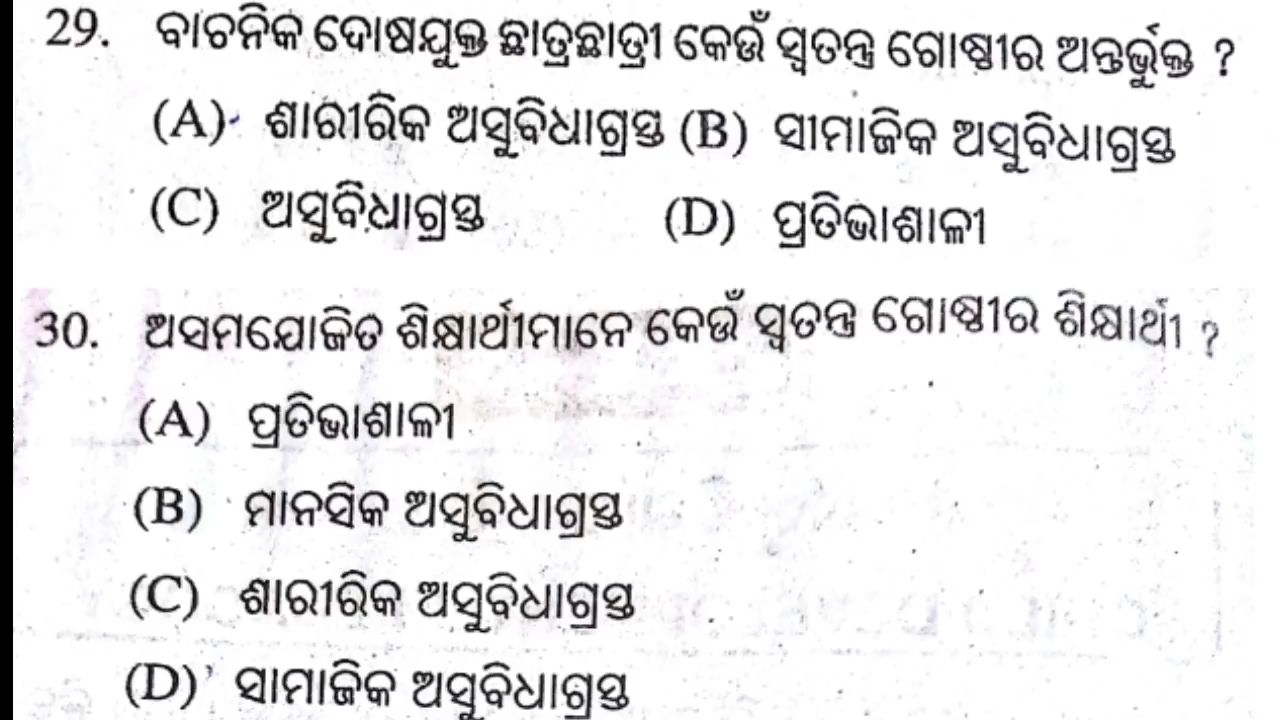 29. ବାଚନିକ ଦୋଷଯୁକ୍ତ ଛାତ୍ରଛାତ୍ରୀ କେଉଁ ସ୍ୱତନ୍ତ୍ର ଗୋଷ୍ଠୀର ଅନ୍ତର୍ଭୁକ୍ତ ?
(A) ଶାରୀରିକ ଅସୁବିଧାଗ୍ରସ୍ତ (B) ସୀମାଜିକ ଅସୁବିଧାଗ୍ରସ୍ତ
(C) ଅସୁବିଧାଗ୍ରସ୍ତ (D) ପ୍ରତିଭାଶାଳୀ
30. ଅସମଯୋଜିତ ଶିକ୍ଷାର୍ଥୀମାନେ କେଉଁ ସ୍ୱତନ୍ତ୍ର ଗୋଷ୍ଠୀର ଶିକ୍ଷାର୍ଥୀ ?
(A) ପ୍ରତିଭାଶାଳୀ
(B) ମାନସିକ ଅସୁବିଧାଗ୍ରସ୍ତ
(C) ଶାରୀରିକ ଅସୁବିଧାଗ୍ରସ୍ତ
(D) ସାମାଜିକ ଅସୁବିଧାଗ୍ରସ୍ତ